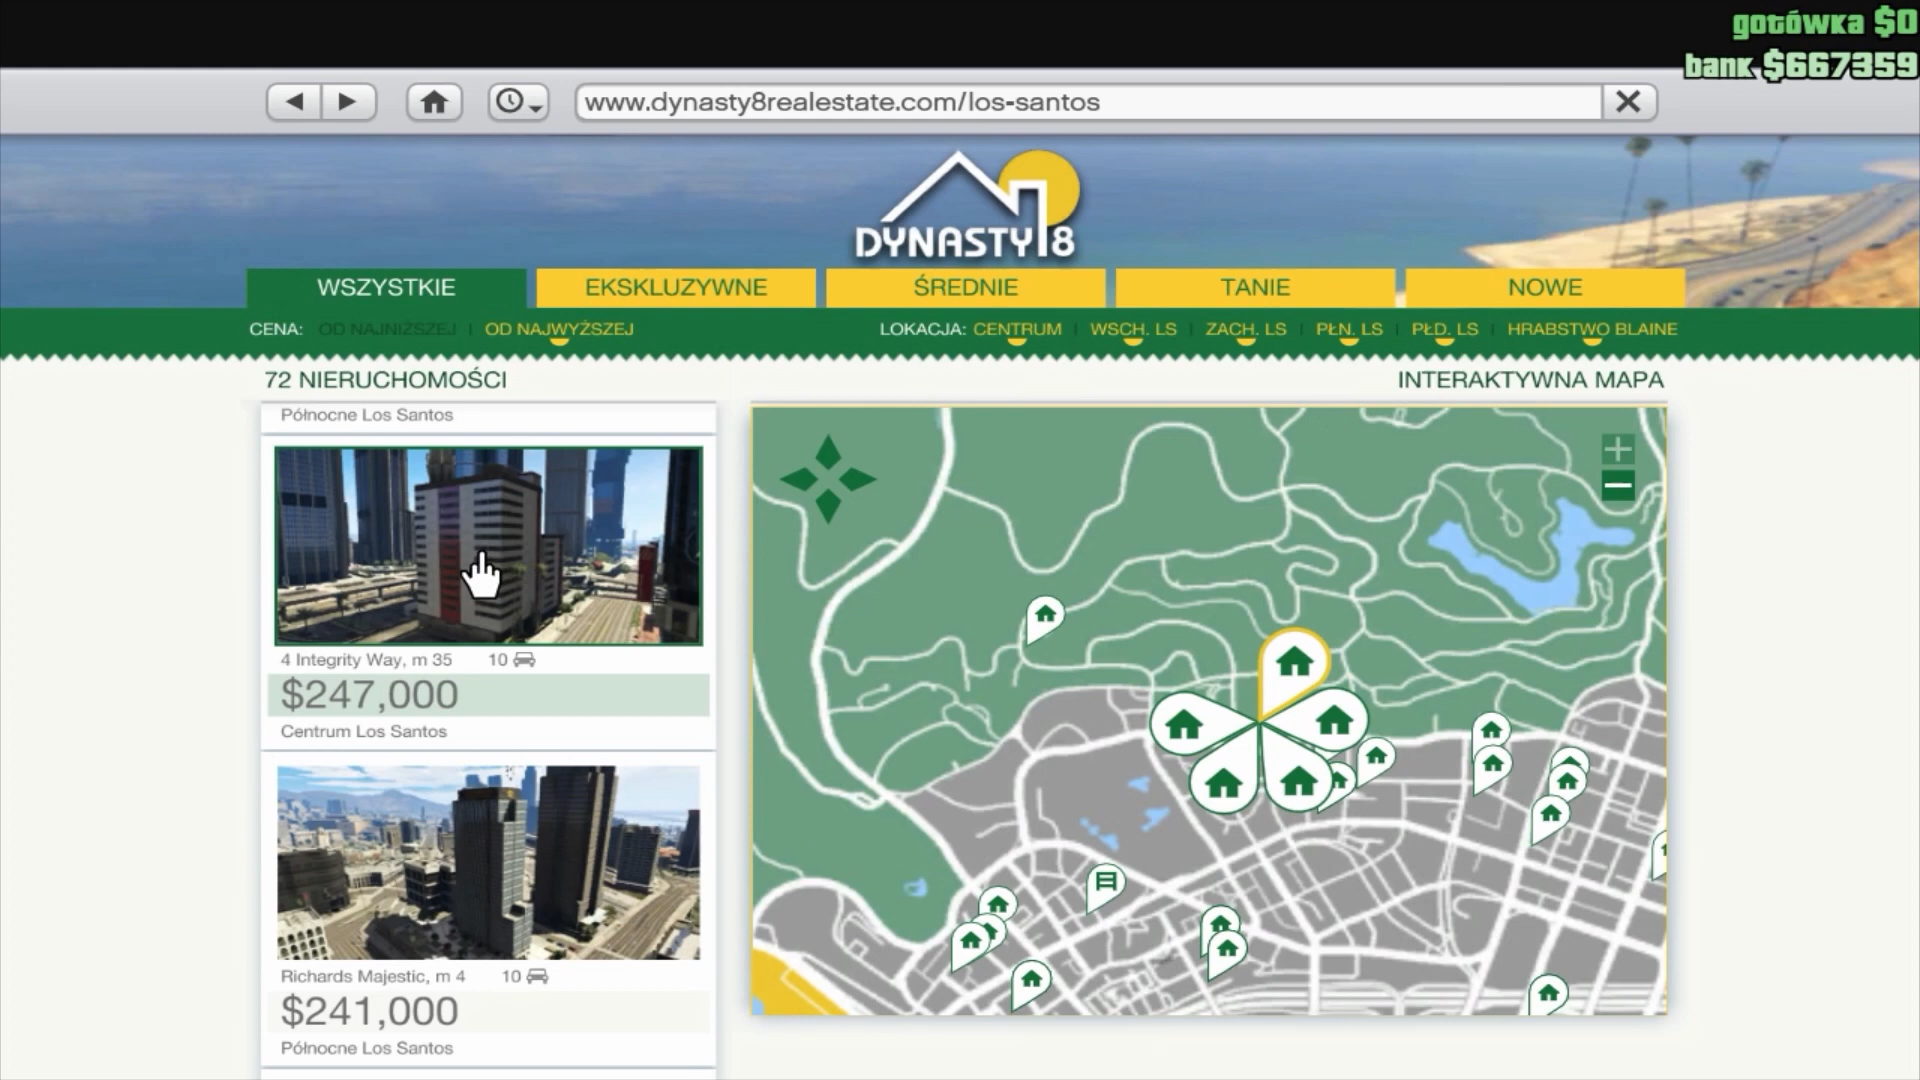 gotówka $0
bank $667359
www.dynasty8realestate.com/los-santos
DYNASTY 8
WSZYSTKIE
EKSKLUZYWNE
ŚREDNIE
TANIE
NOWE
CENA: OD NAJNIŻSZEJ | OD NAJWYŻSZEJ
LOKACJA: CENTRUM | WSCH. LS | ZACH. LS | PŁN. LS | PŁD. LS | HRABSTWO BLAINE
72 NIERUCHOMOŚCI
INTERAKTYWNA MAPA
Północne Los Santos
4 Integrity Way, m 35 10
$247,000
Centrum Los Santos
Richards Majestic, m 4 10
$241,000
Północne Los Santos